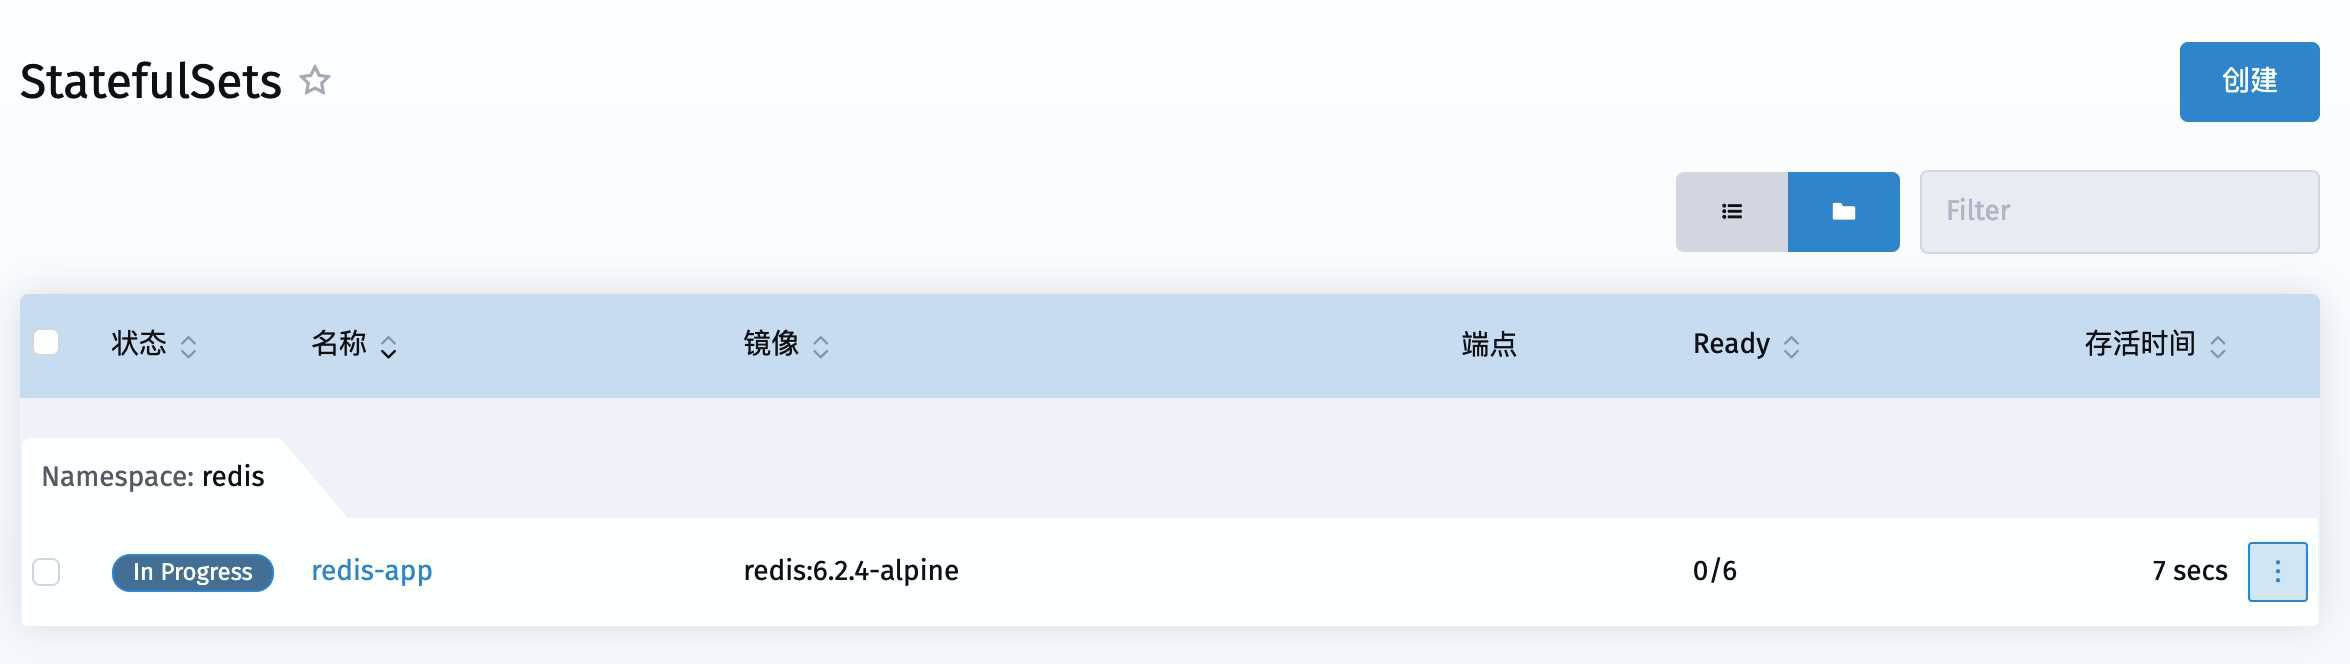 StatefulSets
创建
Filter
状态 名称 镜像 端点 Ready 存活时间
Namespace: redis
In Progress redis-app redis:6.2.4-alpine 0/6 7 secs